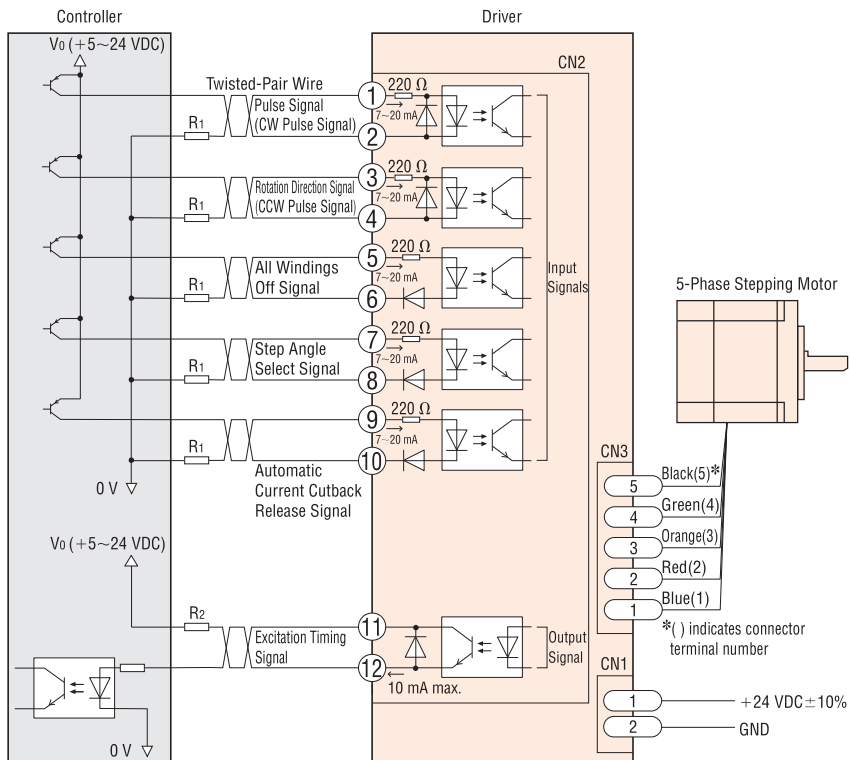 Controller
Driver
V0 (+5~24 VDC)
CN2
Twisted-Pair Wire
Pulse Signal
(CW Pulse Signal)
R1
1
220 Ω
7~20 mA
2
Rotation Direction Signal
(CCW Pulse Signal)
R1
3
220 Ω
7~20 mA
4
All Windings
Off Signal
R1
5
220 Ω
7~20 mA
6
Input
Signals
Step Angle
Select Signal
R1
7
220 Ω
7~20 mA
8
Automatic
Current Cutback
Release Signal
R1
9
220 Ω
7~20 mA
10
0 V
5-Phase Stepping Motor
CN3
5 Black(5)*
4 Green(4)
3 Orange(3)
2 Red(2)
1 Blue(1)
*( ) indicates connector
terminal number
V0 (+5~24 VDC)
R2
Excitation Timing
Signal
11
12
10 mA max.
Output
Signal
0 V
CN1
1 +24 VDC±10%
2 GND